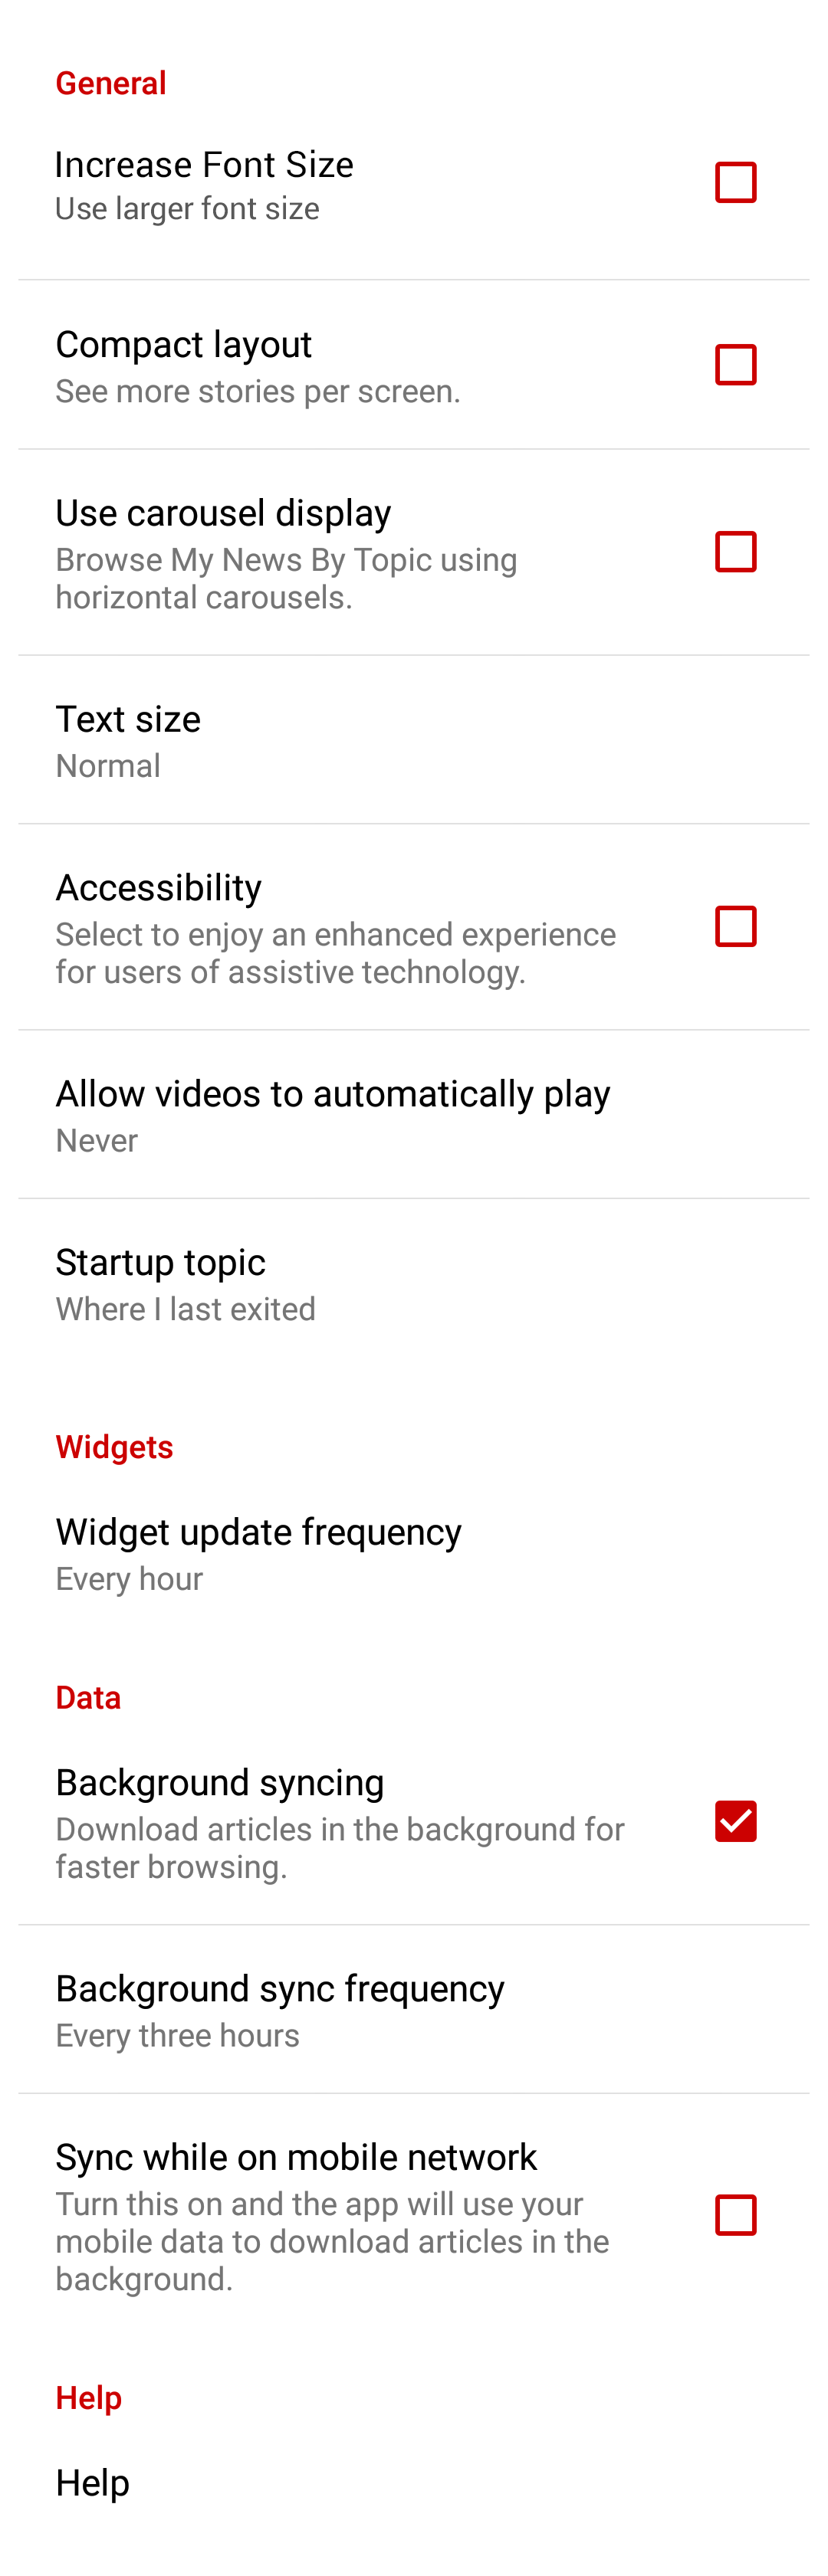 General
Increase Font Size
Use larger font size
Compact layout
See more stories per screen.
Use carousel display
Browse My News By Topic using
horizontal carousels.
Text size
Normal
Accessibility
Select to enjoy an enhanced experience
for users of assistive technology.
Allow videos to automatically play
Never
Startup topic
Where I last exited
Widgets
Widget update frequency
Every hour
Data
Background syncing
Download articles in the background for
faster browsing.
Background sync frequency
Every three hours
Sync while on mobile network
Turn this on and the app will use your
mobile data to download articles in the
background.
Help
Help